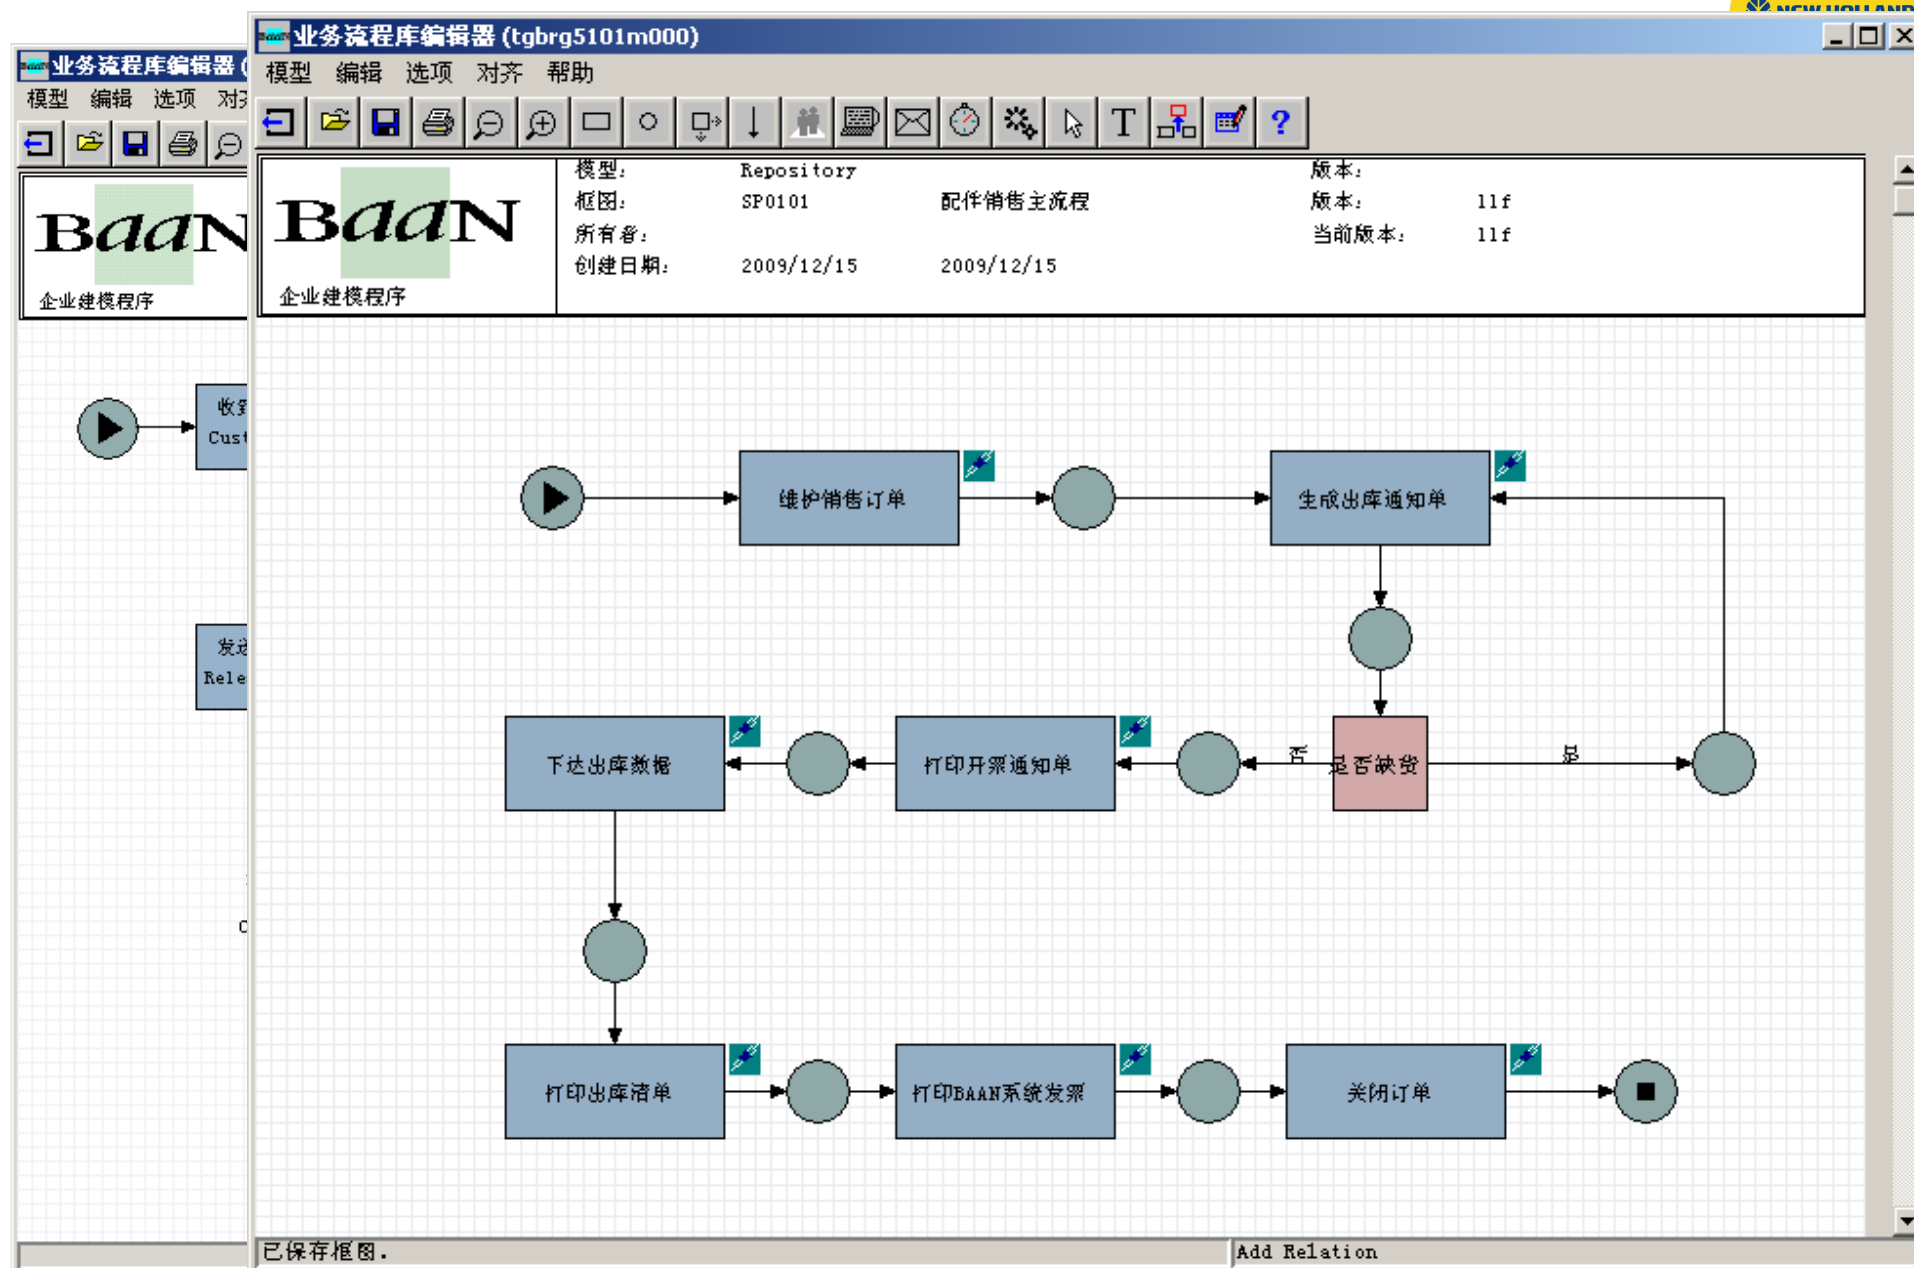 NEW HOLLAND
业务流程库编辑器 (
模型 编辑 选项
BaaN
企业建模程序
Cust
Rele
业务流程库编辑器 (tgbrg5101m000)
模型 编辑 选项 对齐 帮助
T ?
BaaN
企业建模程序
模型: Repository 版本:
框图: SP0101 配件销售主流程 版本: llf
所有者: 当前版本: llf
创建日期: 2009/12/15 2009/12/15
维护销售订单
生成出库通知单
下达出库数据
打印开票通知单
否
是否缺货
是
打印出库清单
打印BAAN系统发票
关闭订单
已保存框图. Add Relation